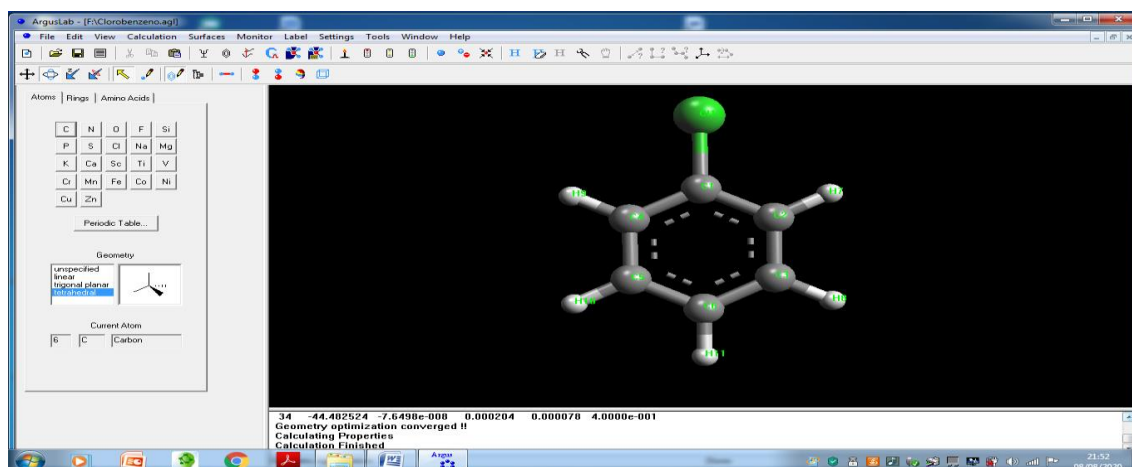 ArgusLab - [F:\Clorobenzeno.agl]
File Edit View Calculation Surfaces Monitor Label Settings Tools Window Help
Atoms Rings Amino Acids
C N O F Si
P S Cl Na Mg
K Ca Sc Ti V
Cr Mn Fe Co Ni
Cu Zn
Periodic Table...
Geometry
unspecified
linear
trigonal planar
tetrahedral
Current Atom
6 C Carbon
H7
H11
34 -44.482524 -7.6498e-008 0.000204 0.000078 4.0000e-001
Geometry optimization converged !!
Calculating Properties
Calculation Finished
Argus
21:52